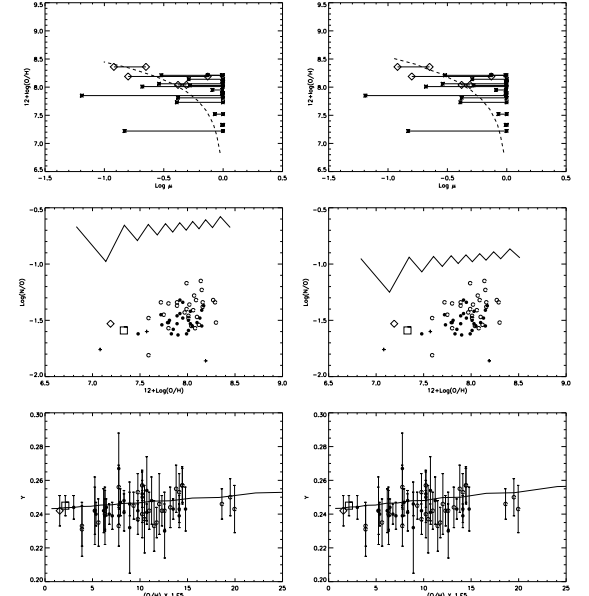 9.5 9.5
9.0 9.0
8.5 8.5
8.0 8.0
7.5 7.5
7.0 7.0
6.5 6.5
12+log(O/H) 12+log(O/H)
−1.5 −1.0 −0.5 0.0 0.5 −1.5 −1.0 −0.5 0.0 0.5
Log μ Log μ
−0.5 −0.5
−1.0 −1.0
−1.5 −1.5
−2.0 −2.0
Log(N/O) Log(N/O)
6.5 7.0 7.5 8.0 8.5 9.0 6.5 7.0 7.5 8.0 8.5 9.0
12+Log(O/H) 12+Log(O/H)
0.30 0.30
0.28 0.28
0.26 0.26
0.24 0.24
0.22 0.22
0.20 0.20
Y Y
0 5 10 15 20 25 0 5 10 15 20 25
(O/H) X 1.E5 (O/H) X 1.E5